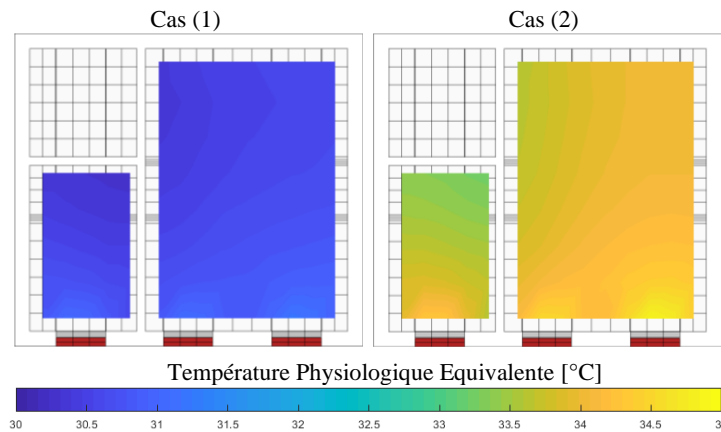 Cas (1)
Cas (2)
Température Physiologique Equivalente [°C]
30 30.5 31 31.5 32 32.5 33 33.5 34 34.5